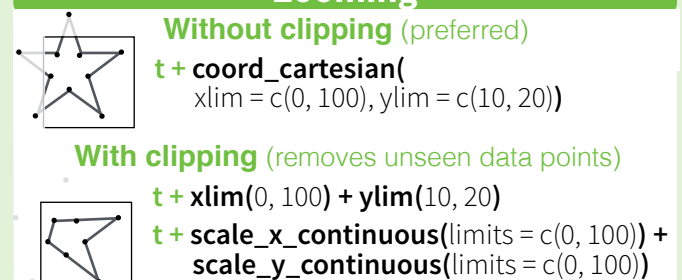 Zooming
Without clipping (preferred)
t + coord_cartesian(
xlim = c(0, 100), ylim = c(10, 20))
With clipping (removes unseen data points)
t + xlim(0, 100) + ylim(10, 20)
t + scale_x_continuous(limits = c(0, 100)) +
scale_y_continuous(limits = c(0, 100))